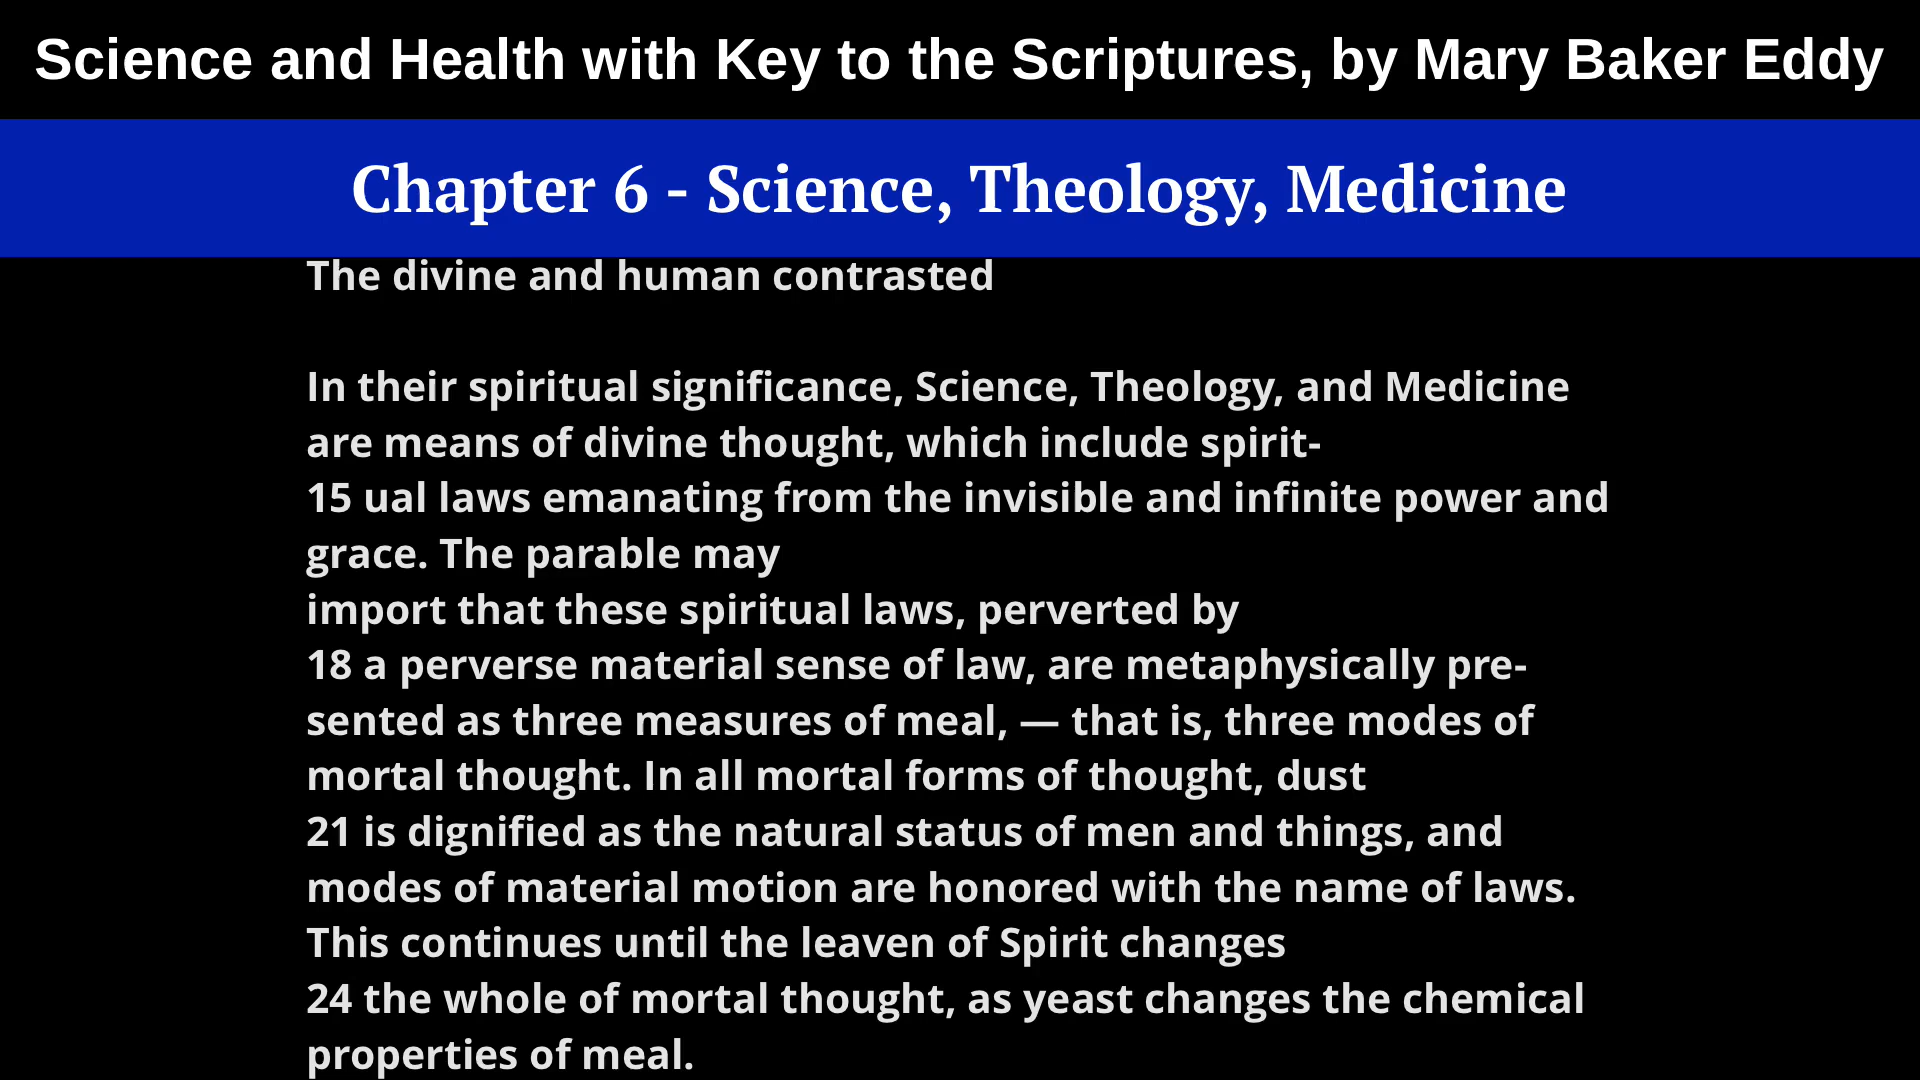 Science and Health with Key to the Scriptures, by Mary Baker Eddy
Chapter 6 - Science, Theology, Medicine
The divine and human contrasted
In their spiritual significance, Science, Theology, and Medicine
are means of divine thought, which include spirit-
15 ual laws emanating from the invisible and infinite power and
grace. The parable may
import that these spiritual laws, perverted by
18 a perverse material sense of law, are metaphysically pre-
sented as three measures of meal, — that is, three modes of
mortal thought. In all mortal forms of thought, dust
21 is dignified as the natural status of men and things, and
modes of material motion are honored with the name of laws.
This continues until the leaven of Spirit changes
24 the whole of mortal thought, as yeast changes the chemical
properties of meal.